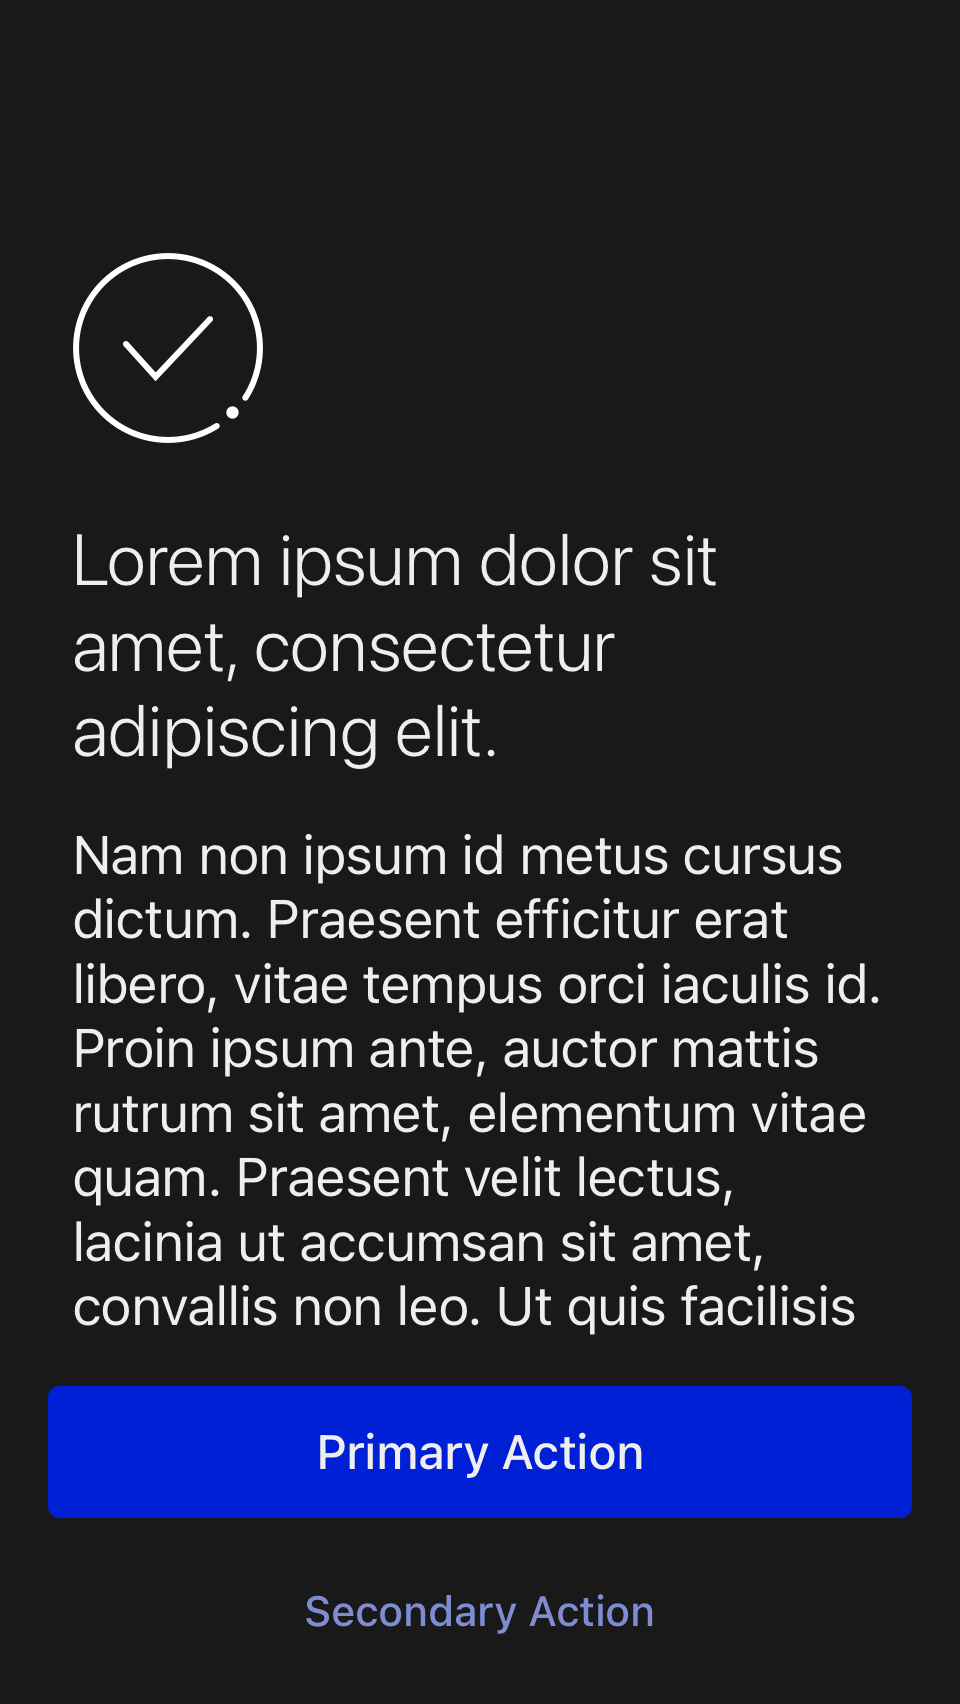 Lorem ipsum dolor sit
amet, consectetur
adipiscing elit.
Nam non ipsum id metus cursus
dictum. Praesent efficitur erat
libero, vitae tempus orci iaculis id.
Proin ipsum ante, auctor mattis
rutrum sit amet, elementum vitae
quam. Praesent velit lectus,
lacinia ut accumsan sit amet,
convallis non leo. Ut quis facilisis
Primary Action
Secondary Action